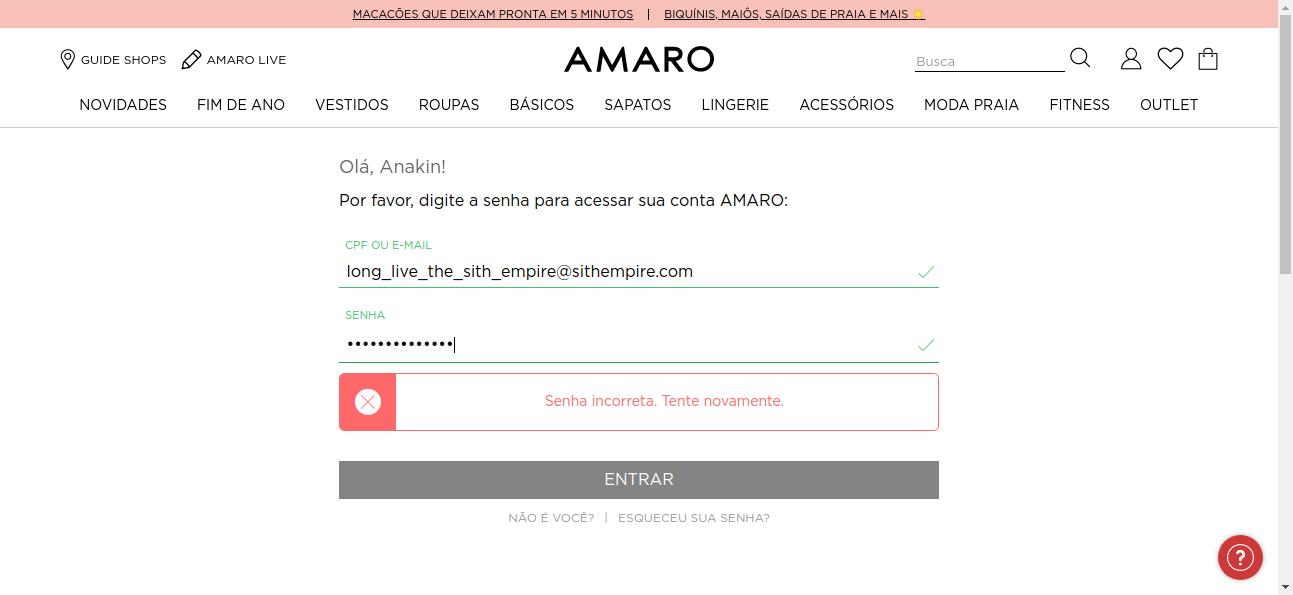 MACACÕES QUE DEIXAM PRONTA EM 5 MINUTOS | BIQUÍNIS, MAIÔS, SAÍDAS DE PRAIA E MAIS ☀️
GUIDE SHOPS AMARO LIVE AMARO Busca
NOVIDADES FIM DE ANO VESTIDOS ROUPAS BÁSICOS SAPATOS LINGERIE ACESSÓRIOS MODA PRAIA FITNESS OUTLET
Olá, Anakin!
Por favor, digite a senha para acessar sua conta AMARO:
CPF OU E-MAIL
long_live_the_sith_empire@sithempire.com
SENHA
••••••••••••••
Senha incorreta. Tente novamente.
ENTRAR
NÃO É VOCÊ? | ESQUECEU SUA SENHA?
?